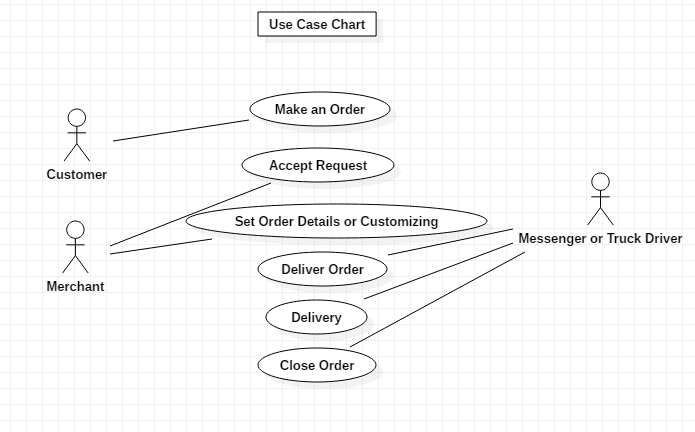 Use Case Chart
Make an Order
Customer
Accept Request
Set Order Details or Customizing
Messenger or Truck Driver
Merchant
Deliver Order
Delivery
Close Order